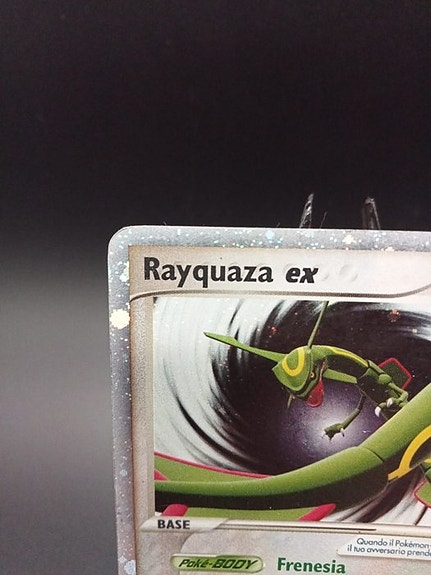 Rayquaza ex
BASE
Poké-BODY Frenesia
Quando il Pokémon
il tuo avversario prende